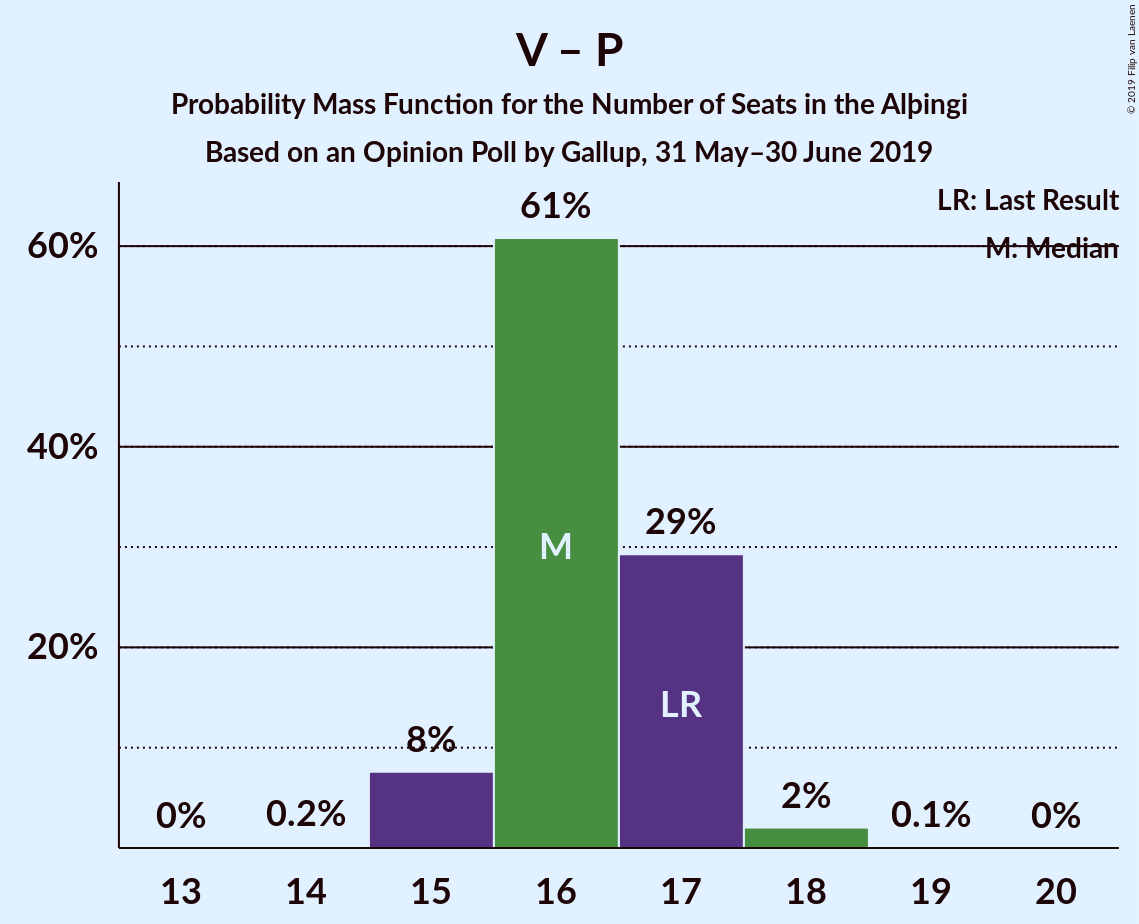 V – P
Probability Mass Function for the Number of Seats in the Alþingi
Based on an Opinion Poll by Gallup, 31 May–30 June 2019
© 2019 Filip van Laenen
LR: Last Result
M: Median
60%
40%
20%
0%
0.2%
8%
61%
29%
2%
0.1%
0%
M
LR
13 14 15 16 17 18 19 20